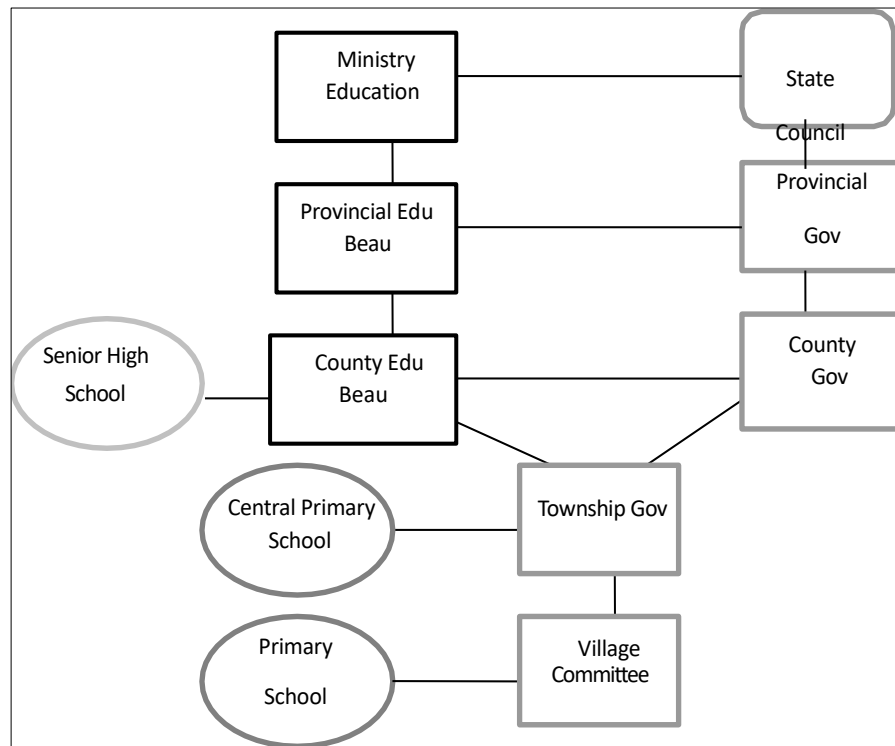 Ministry
Education
State
Council
Provincial Edu
Beau
Provincial
Gov
Senior High
School
County Edu
Beau
County
Gov
Central Primary
School
Township Gov
Primary
School
Village
Committee